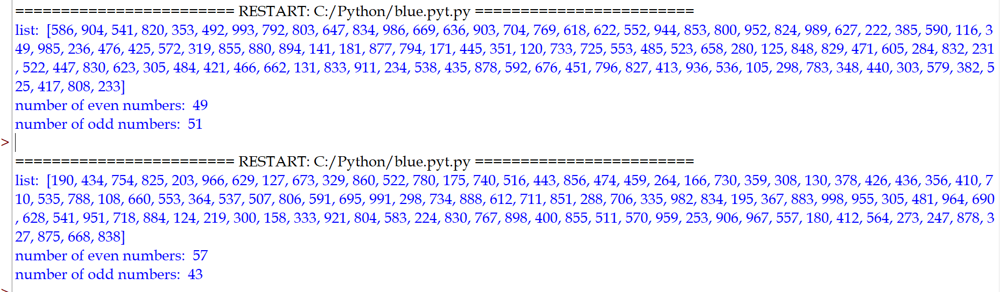 ======================== RESTART: C:/Python/blue.pyt.py ========================
list:  [586, 904, 541, 820, 353, 492, 993, 792, 803, 647, 834, 986, 669, 636, 903, 704, 769, 618, 622, 552, 944, 853, 800, 952, 824, 989, 627, 222, 385, 590, 116, 3
49, 985, 236, 476, 425, 572, 319, 855, 880, 894, 141, 181, 877, 794, 171, 445, 351, 120, 733, 725, 553, 485, 523, 658, 280, 125, 848, 829, 471, 605, 284, 832, 231
, 522, 447, 830, 623, 305, 484, 421, 466, 662, 131, 833, 911, 234, 538, 435, 878, 592, 676, 451, 796, 827, 413, 936, 536, 105, 298, 783, 348, 440, 303, 579, 382, 5
25, 417, 808, 233]
number of even numbers:  49
number of odd numbers:  51
>
======================== RESTART: C:/Python/blue.pyt.py ========================
list:  [190, 434, 754, 825, 203, 966, 629, 127, 673, 329, 860, 522, 780, 175, 740, 516, 443, 856, 474, 459, 264, 166, 730, 359, 308, 130, 378, 426, 436, 356, 410, 7
10, 535, 788, 108, 660, 553, 364, 537, 507, 806, 591, 695, 991, 298, 734, 888, 612, 711, 851, 288, 706, 335, 982, 834, 195, 367, 883, 998, 955, 305, 481, 964, 690
, 628, 541, 951, 718, 884, 124, 219, 300, 158, 333, 921, 804, 583, 224, 830, 767, 898, 400, 855, 511, 570, 959, 253, 906, 967, 557, 180, 412, 564, 273, 247, 878, 3
27, 875, 668, 838]
number of even numbers:  57
number of odd numbers:  43
>